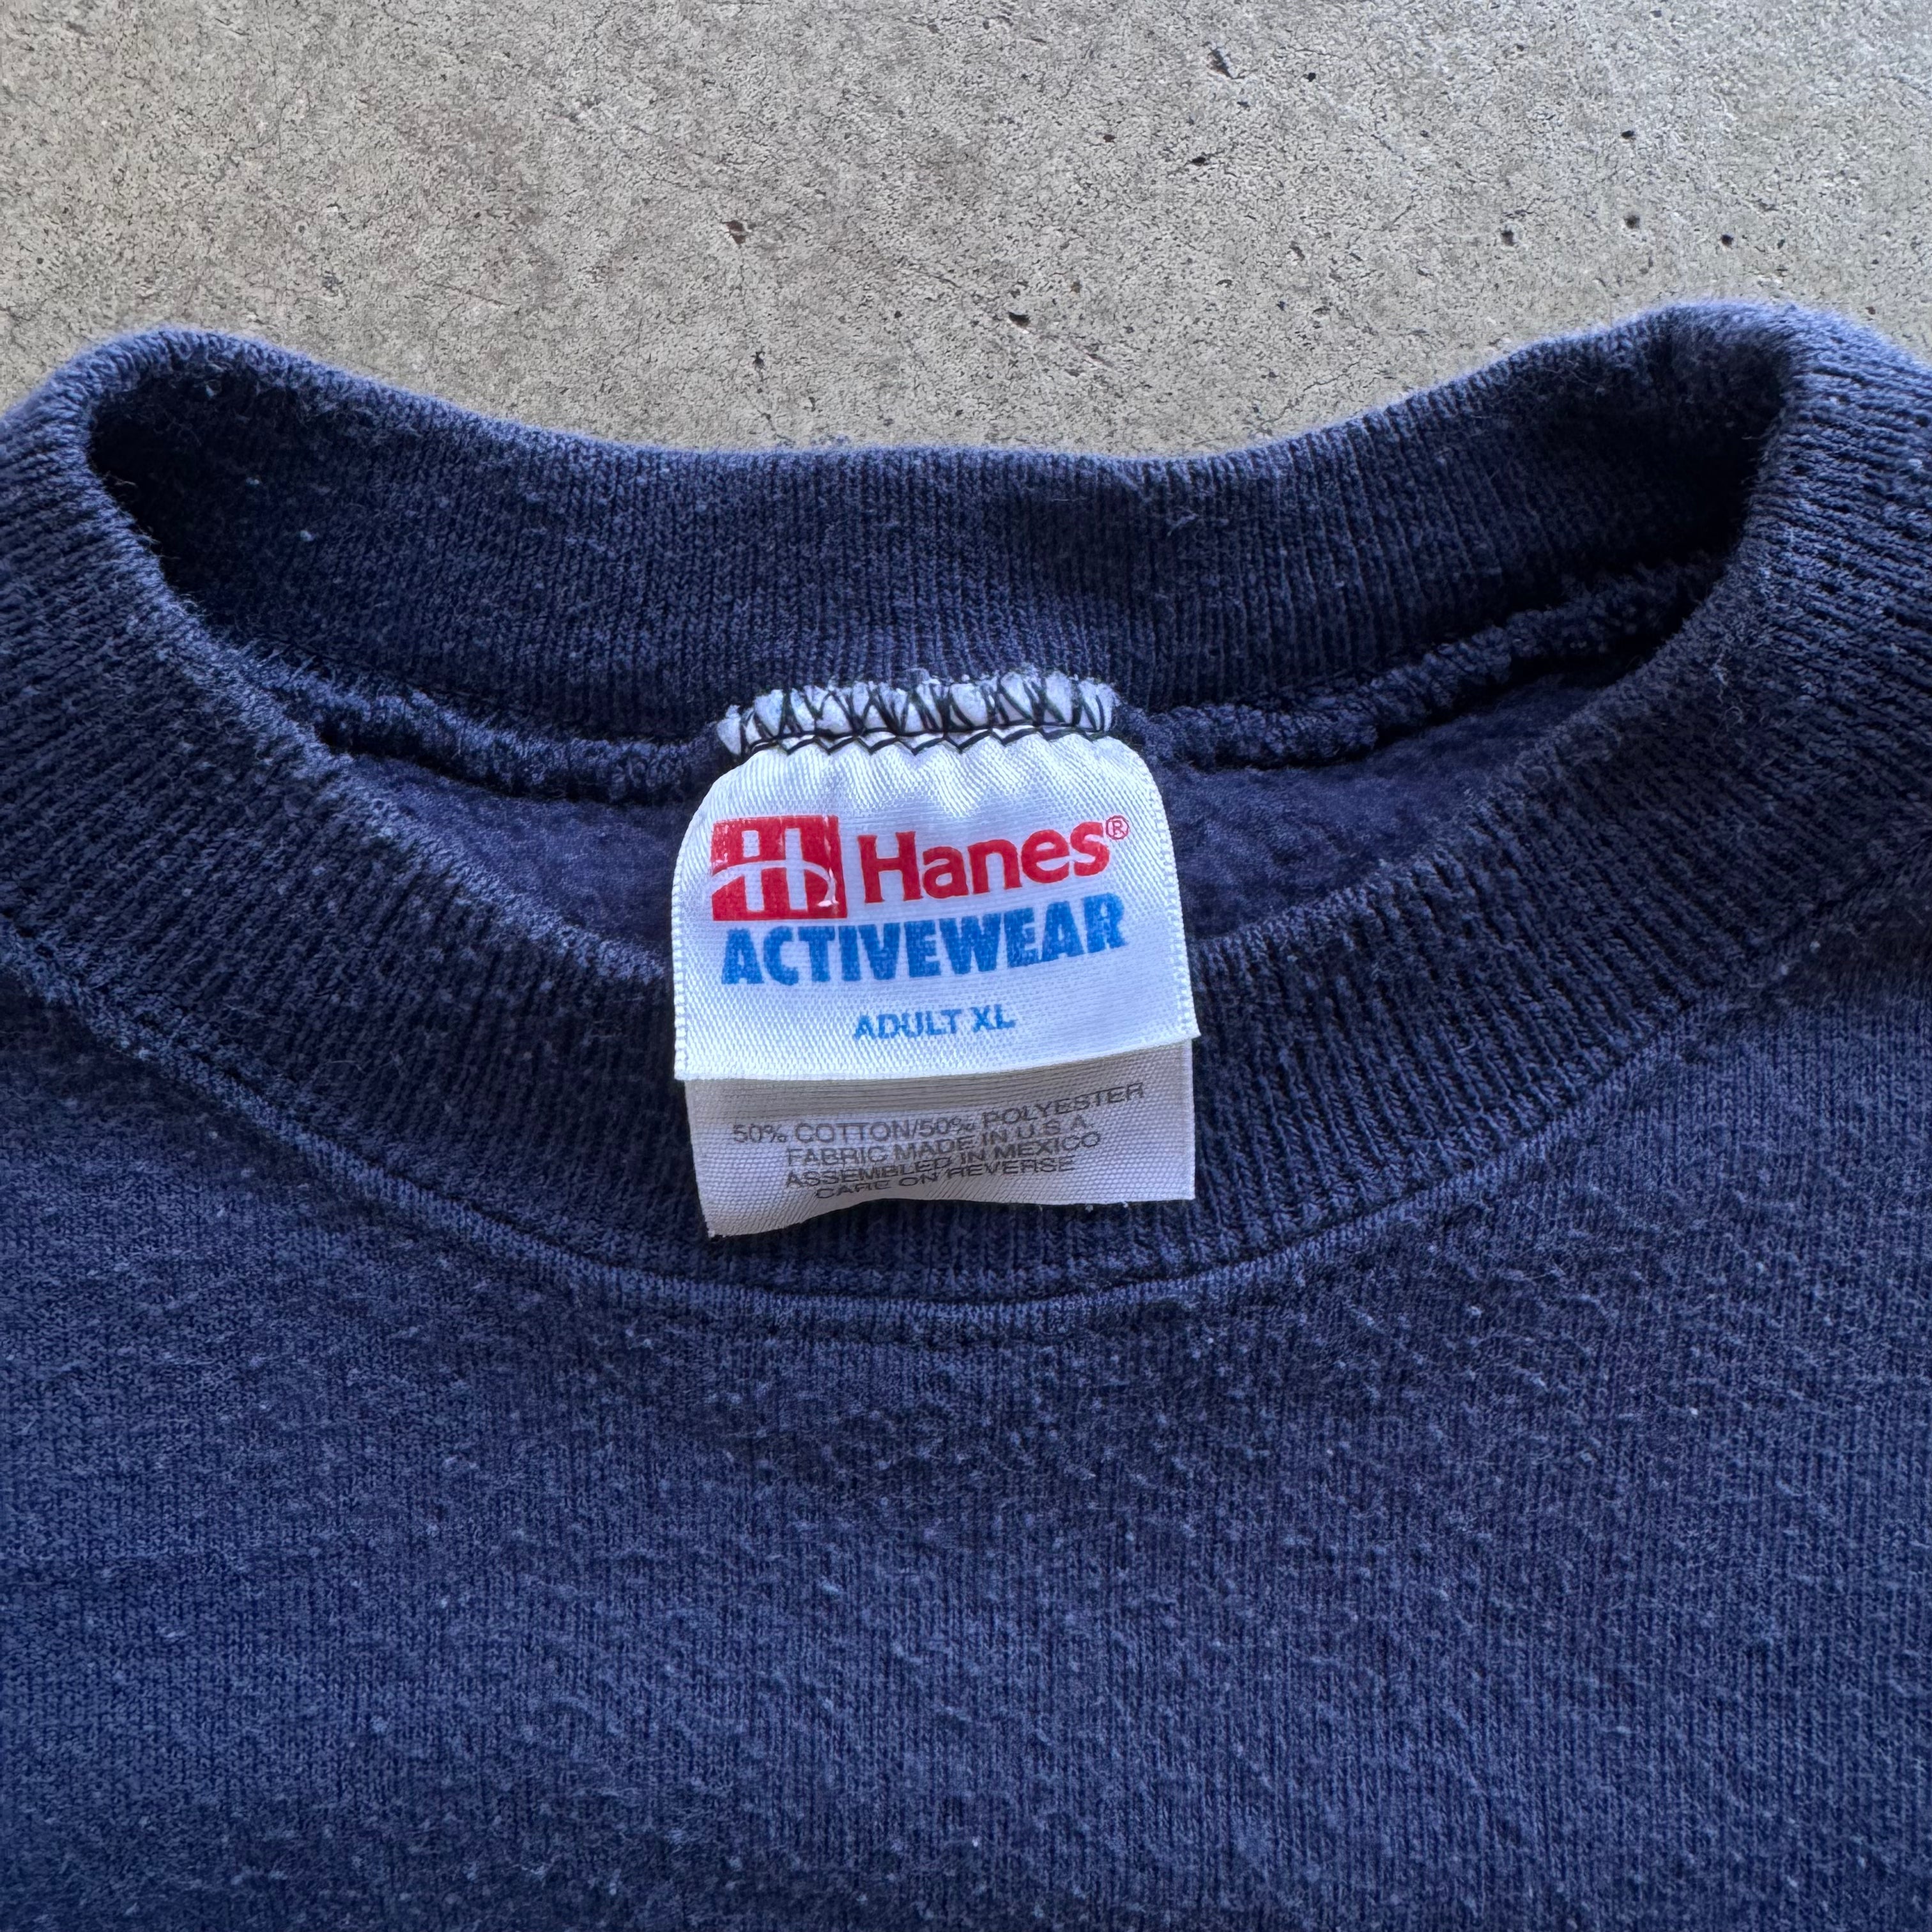 Hanes®
ACTIVEWEAR
ADULT XL
50% COTTON/50% POLYESTER
FABRIC MADE IN U.S.A.
ASSEMBLED IN MEXICO
CARE ON REVERSE